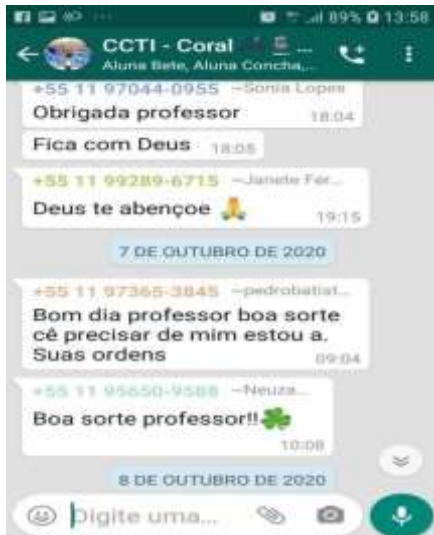 89% 13:58
CCTI - Coral ...
Aluna Bete, Aluna Concha,...
+55 11 97044-0955 ~Sonia Lopes
Obrigada professor 18:04
Fica com Deus 18:05
+55 11 99289-6715 ~Janete Fer...
Deus te abençoe 🙏 19:15
7 DE OUTUBRO DE 2020
+55 11 97365-3845 ~pedrobatist...
Bom dia professor boa sorte
cê precisar de mim estou a.
Suas ordens 09:04
+55 11 95650-9588 ~Neuza...
Boa sorte professor!!☘️
10:08
8 DE OUTUBRO DE 2020
Digite uma...